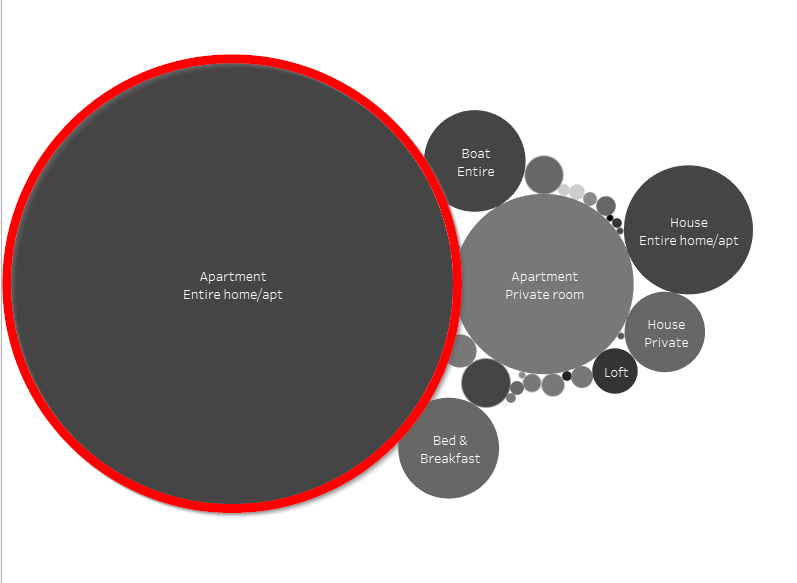 Apartment
Entire home/apt
Boat
Entire
Apartment
Private room
House
Entire home/apt
House
Private
Loft
Bed &
Breakfast